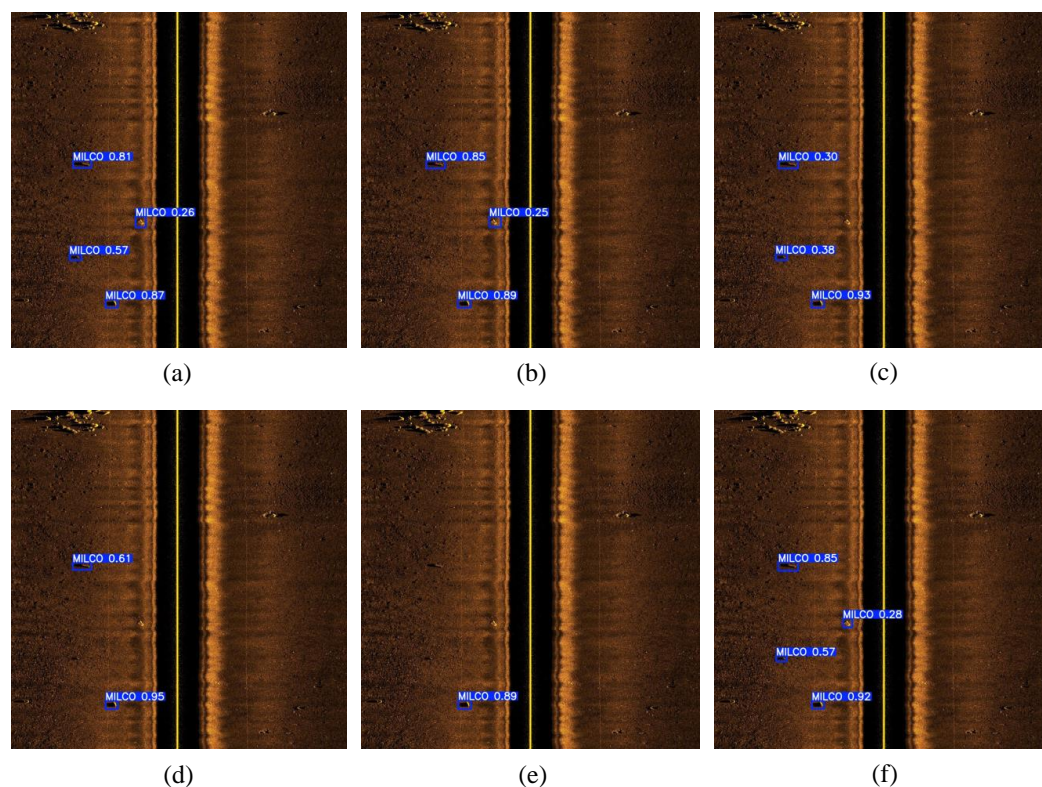 MILCO 0.81
MILCO 0.26
MILCO 0.57
MILCO 0.87
(a)
MILCO 0.85
MILCO 0.25
MILCO 0.89
(b)
MILCO 0.30
MILCO 0.38
MILCO 0.93
(c)
MILCO 0.61
MILCO 0.95
(d)
MILCO 0.89
(e)
MILCO 0.85
MILCO 0.28
MILCO 0.57
MILCO 0.92
(f)